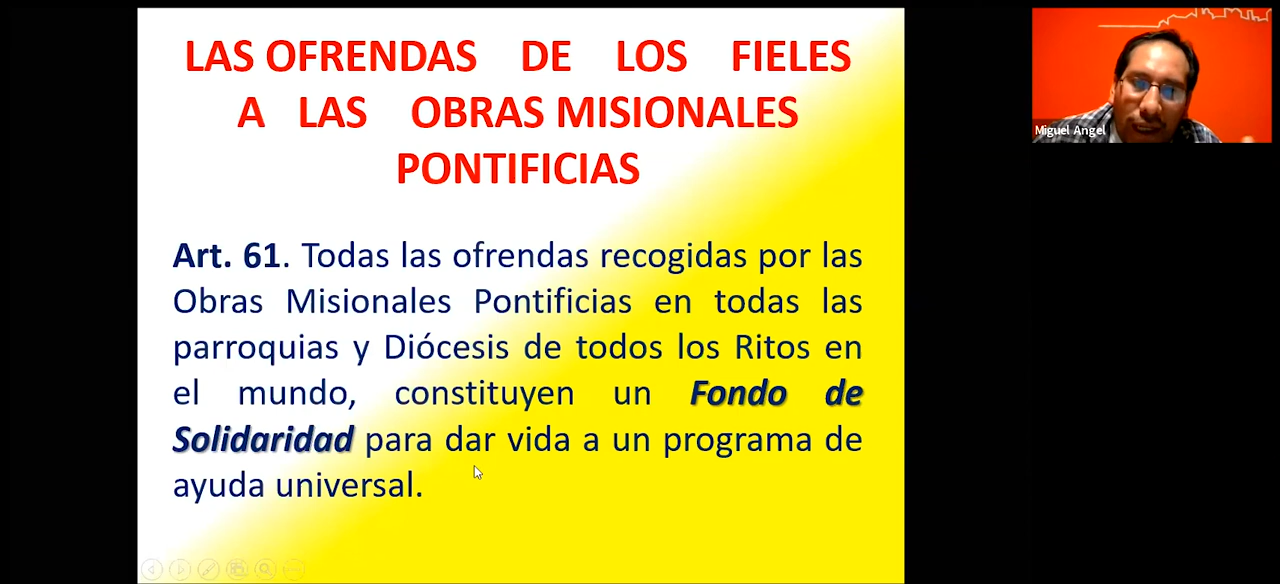 LAS OFRENDAS DE LOS FIELES
A LAS OBRAS MISIONALES
PONTIFICIAS
Miguel Angel
Art. 61. Todas las ofrendas recogidas por las
Obras Misionales Pontificias en todas las
parroquias y Diócesis de todos los Ritos en
el mundo, constituyen un Fondo de
Solidaridad para dar vida a un programa de
ayuda universal.